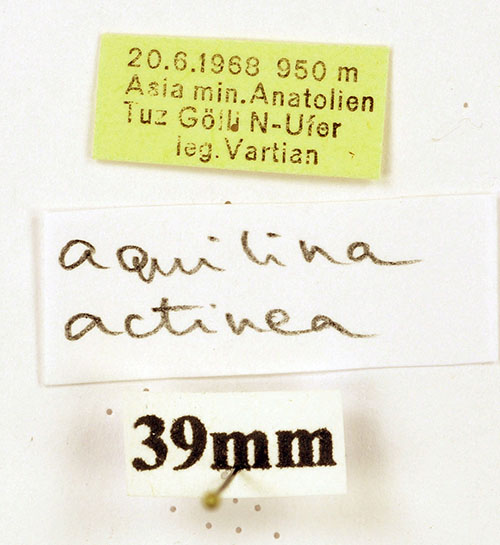 20.6.1968 950 m
Asia min. Anatolien
Tuz Gölü N-Ufer
leg. Vartian
aquilina
actinea
39mm